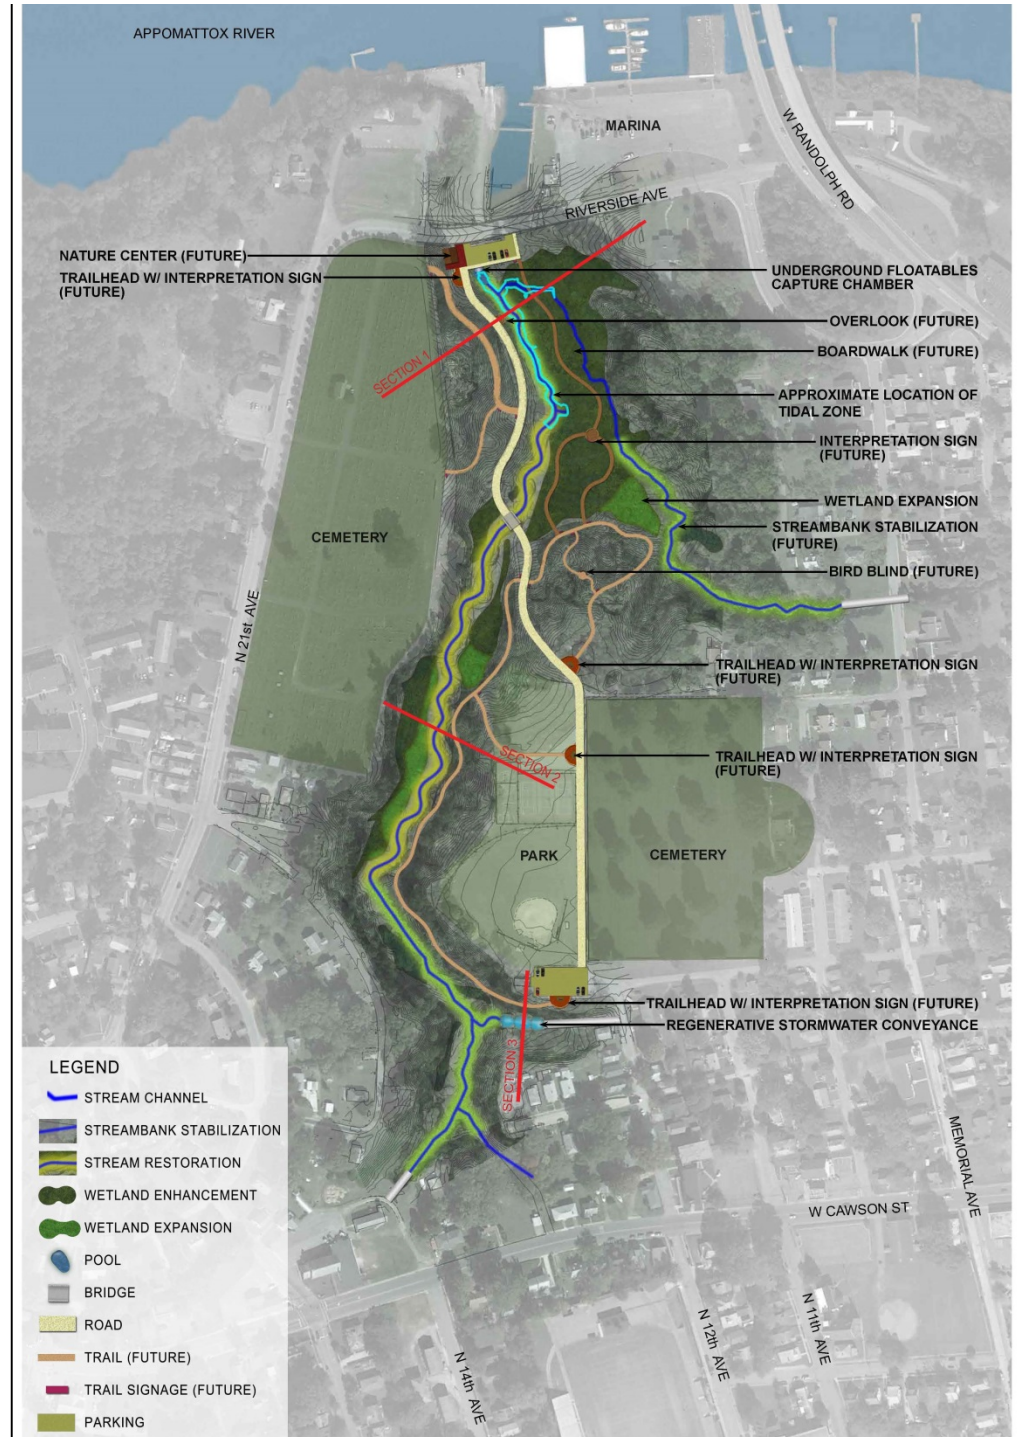 APPOMATTOX RIVER
MARINA
W RANDOLPH RD
RIVERSIDE AVE
NATURE CENTER (FUTURE)
TRAILHEAD W/ INTERPRETATION SIGN
(FUTURE)
UNDERGROUND FLOATABLES
CAPTURE CHAMBER
OVERLOOK (FUTURE)
BOARDWALK (FUTURE)
SECTION 1
APPROXIMATE LOCATION OF
TIDAL ZONE
INTERPRETATION SIGN
(FUTURE)
WETLAND EXPANSION
STREAMBANK STABILIZATION
(FUTURE)
CEMETERY
BIRD BLIND (FUTURE)
N 21st AVE
TRAILHEAD W/ INTERPRETATION SIGN
(FUTURE)
SECTION 2
TRAILHEAD W/ INTERPRETATION SIGN
(FUTURE)
PARK
CEMETERY
TRAILHEAD W/ INTERPRETATION SIGN (FUTURE)
REGENERATIVE STORMWATER CONVEYANCE
SECTION 3
MEMORIAL AVE
W CAWSON ST
N 14th AVE
N 12th AVE
N 11th AVE
LEGEND
STREAM CHANNEL
STREAMBANK STABILIZATION
STREAM RESTORATION
WETLAND ENHANCEMENT
WETLAND EXPANSION
POOL
BRIDGE
ROAD
TRAIL (FUTURE)
TRAIL SIGNAGE (FUTURE)
PARKING